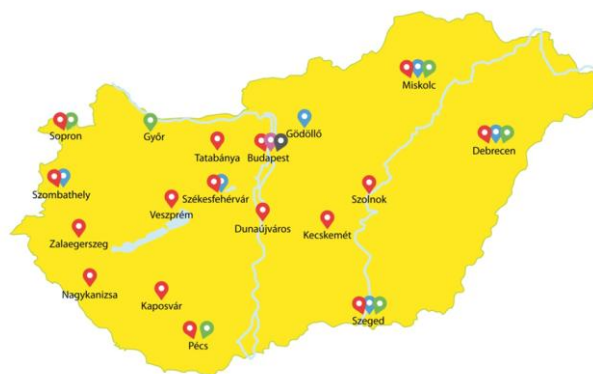 Miskolc
Sopron
Győr
Gödöllő
Tatabánya
Budapest
Debrecen
Szombathely
Székesfehérvár
Szolnok
Veszprém
Dunaújváros
Kecskemét
Zalaegerszeg
Nagykanizsa
Kaposvár
Szeged
Pécs